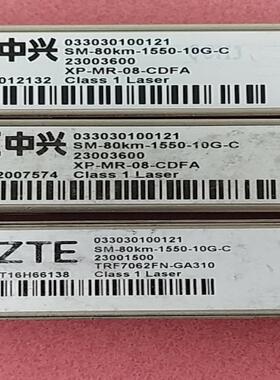 中兴
033030100121
SM-80km-1550-10G-C
23003600
XP-MR-08-CDFA
012132 Class 1 Laser
中兴
033030100121
SM-80km-1550-10G-C
23003600
XP-MR-08-CDFA
2007574 Class 1 Laser
ZTE
033030100121
SM-80km-1550-10G-C
23001500
TRF7062FN-GA310
T16H66138 Class 1 Laser